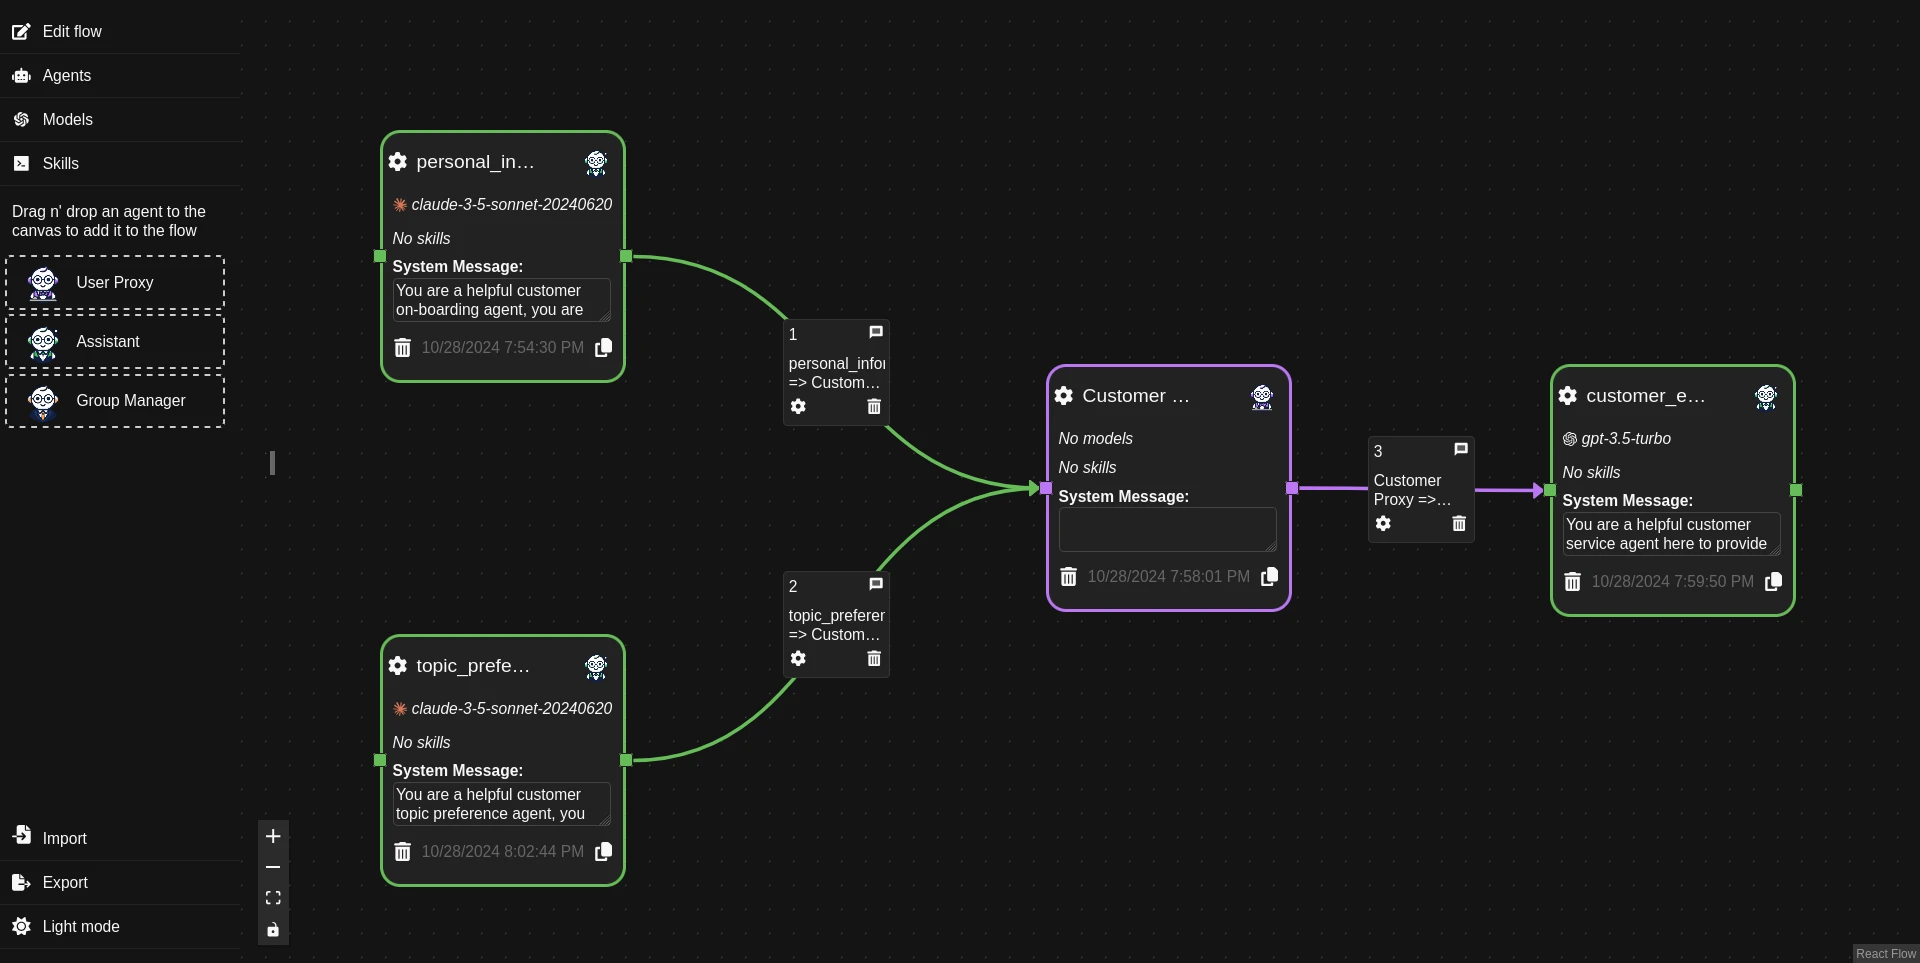 Edit flow
Agents
Models
Skills
Drag n' drop an agent to the
canvas to add it to the flow
User Proxy
Assistant
Group Manager
Import
Export
Light mode
personal_in…
claude-3-5-sonnet-20240620
No skills
System Message:
You are a helpful customer
on-boarding agent, you are
10/28/2024 7:54:30 PM
topic_prefe…
claude-3-5-sonnet-20240620
No skills
System Message:
You are a helpful customer
topic preference agent, you
10/28/2024 8:02:44 PM
1
personal_infor
=> Custom…
2
topic_preferer
=> Custom…
Customer …
No models
No skills
System Message:
10/28/2024 7:58:01 PM
3
Customer
Proxy =>…
customer_e…
gpt-3.5-turbo
No skills
System Message:
You are a helpful customer
service agent here to provide
10/28/2024 7:59:50 PM
React Flow